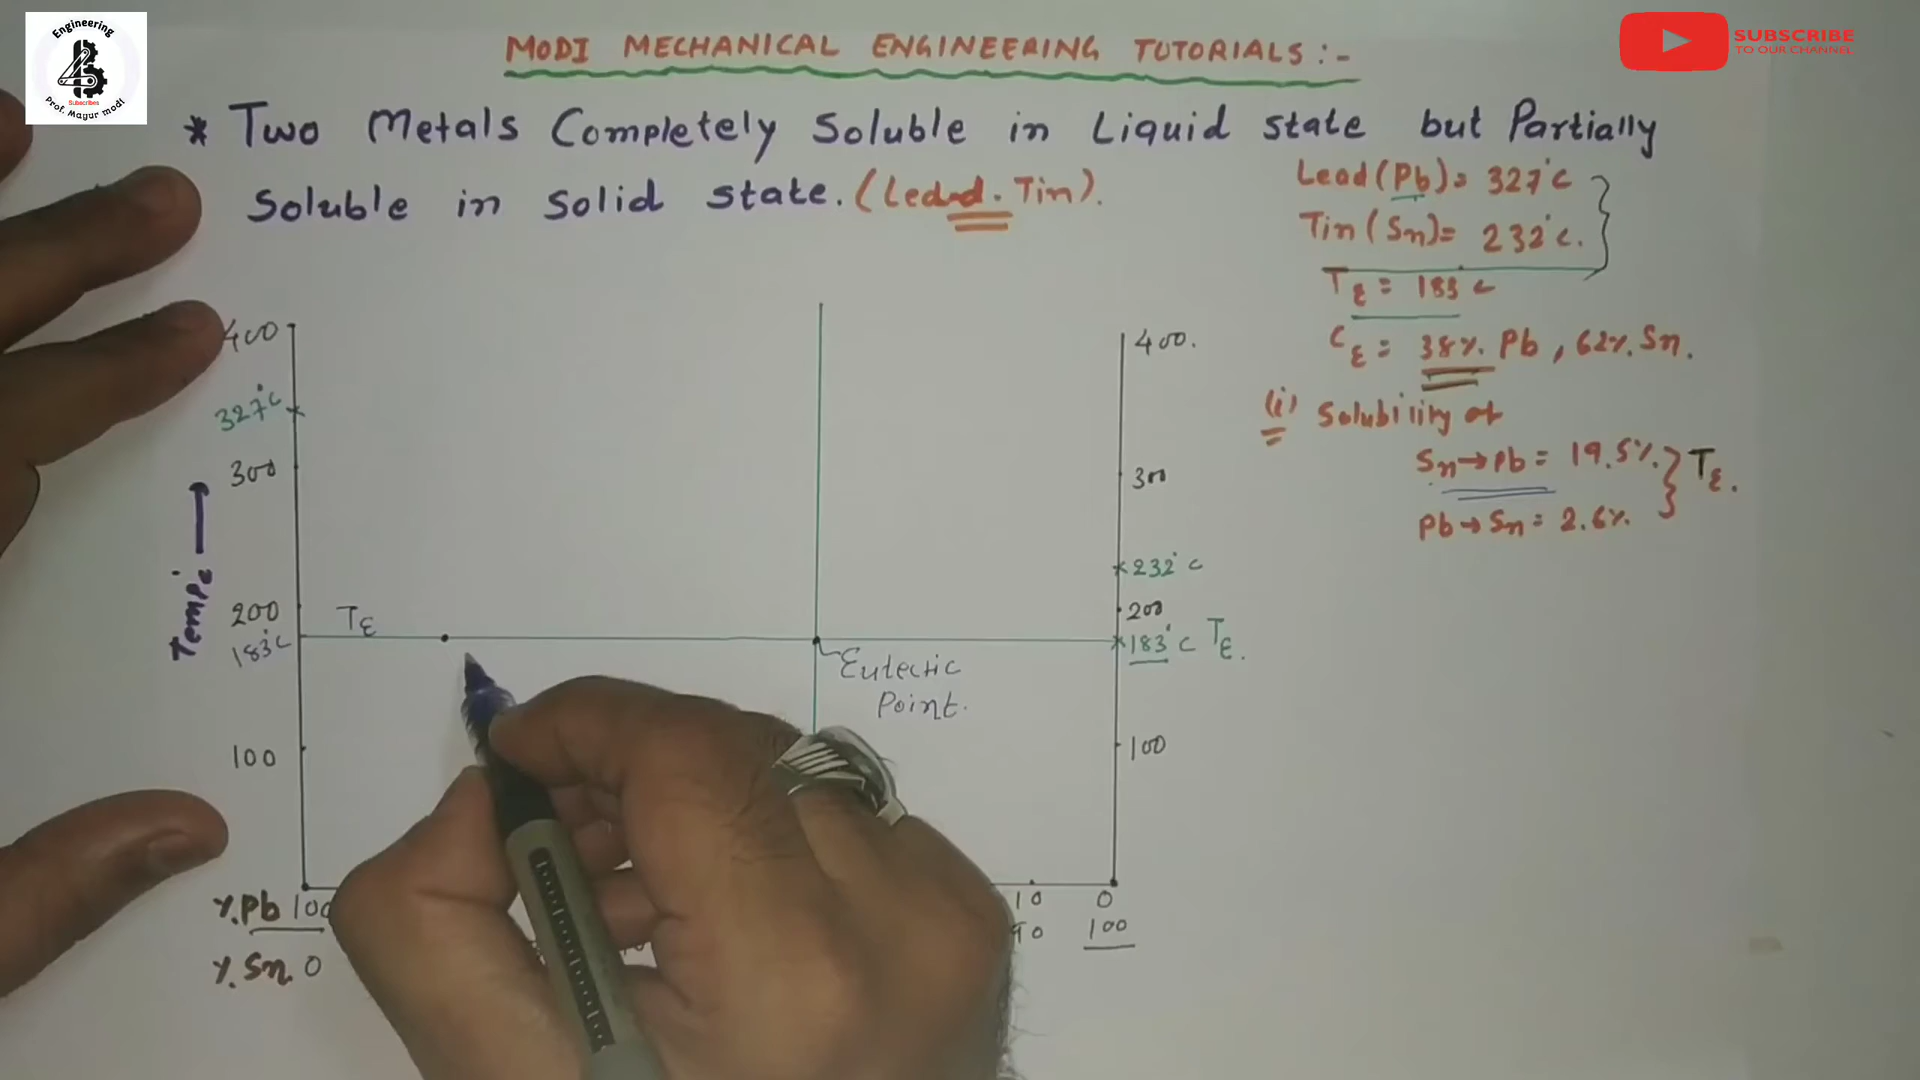 Engineering
Subscribes
Prof. Mayur modi
SUBSCRIBE
TO OUR CHANNEL
MODI MECHANICAL ENGINEERING TUTORIALS :-
* Two Metals Completely Soluble in Liquid state but Partially
Soluble in Solid state. (Lead. Tin).
Lead (Pb) = 327°C
Tin (Sn) = 232°C.
TE = 183 C
CE = 38% Pb, 62% Sn.
(i) Solubility at
Sn→Pb = 19.5%. } TE.
Pb→Sn = 2.6%.
400
400.
327°C
300
300
Temp.
232°C
200
TE
200
183°C
183°C TE.
Eutectic
Point.
100
100
%.Pb 100
10
0
%.Sn. 0
90
100